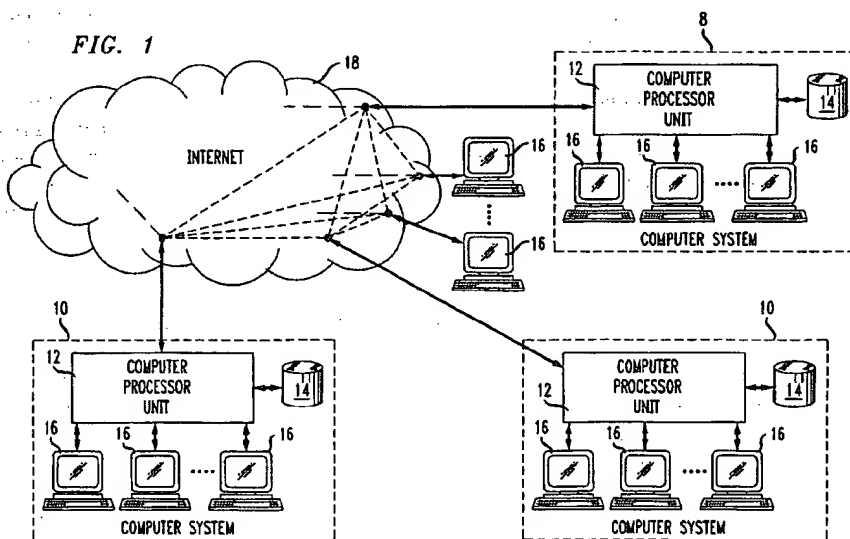 FIG. 1
8
18
12
COMPUTER
PROCESSOR
UNIT
14
INTERNET
16
16
16
16
COMPUTER SYSTEM
16
10
12
COMPUTER
PROCESSOR
UNIT
14
16
16
16
COMPUTER SYSTEM
10
COMPUTER
PROCESSOR
UNIT
12
14
16
16
16
COMPUTER SYSTEM